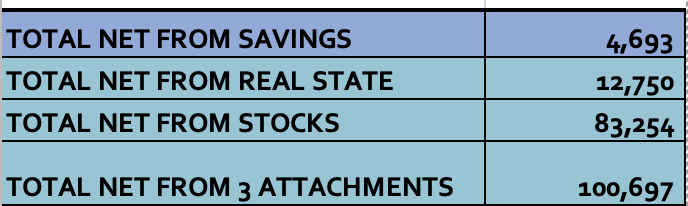 TOTAL NET FROM SAVINGS 4,693
TOTAL NET FROM REAL STATE 12,750
TOTAL NET FROM STOCKS 83,254
TOTAL NET FROM 3 ATTACHMENTS 100,697